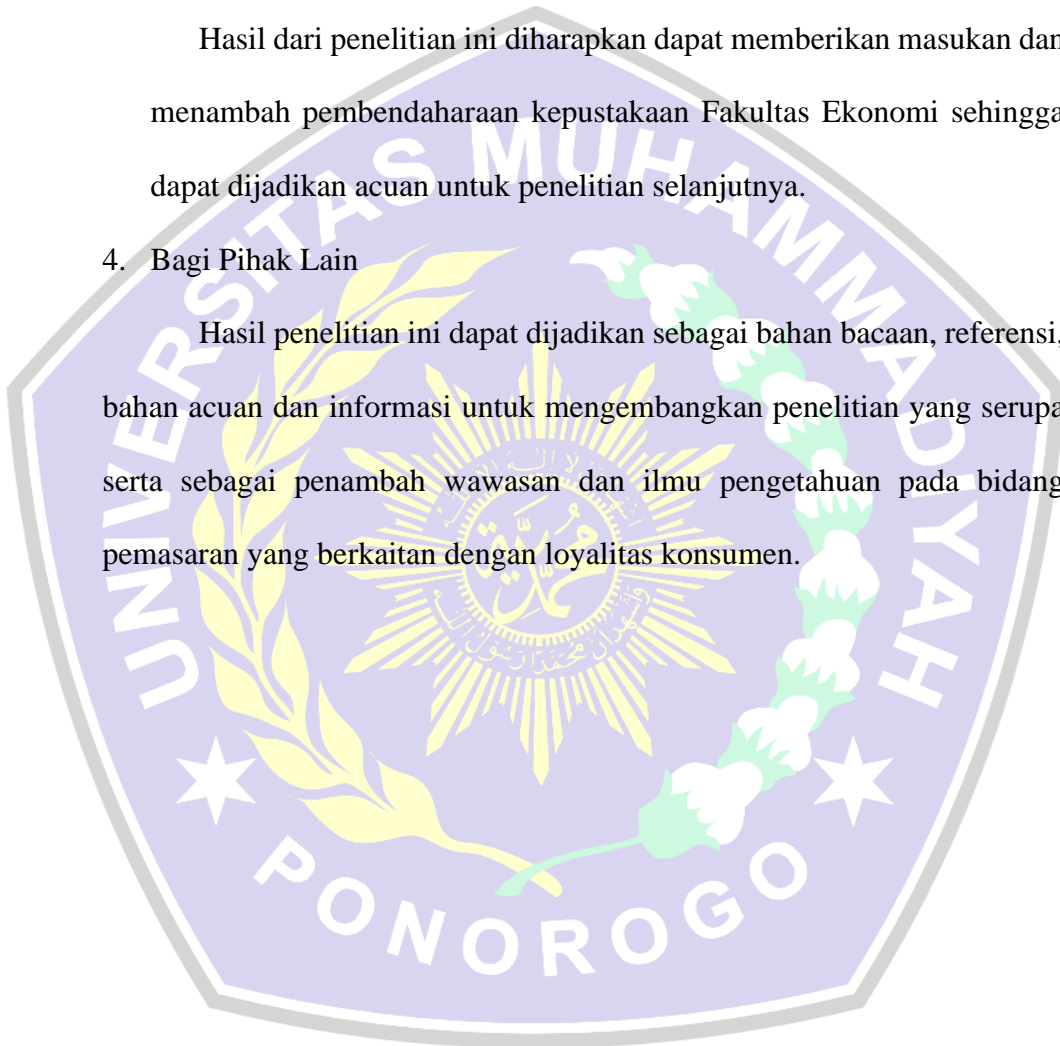 Hasil dari penelitian ini diharapkan dapat memberikan masukan dan
menambah pembendaharaan kepustakaan Fakultas Ekonomi sehingga
dapat dijadikan acuan untuk penelitian selanjutnya.
4. Bagi Pihak Lain
Hasil penelitian ini dapat dijadikan sebagai bahan bacaan, referensi,
bahan acuan dan informasi untuk mengembangkan penelitian yang serupa
serta sebagai penambah wawasan dan ilmu pengetahuan pada bidang
pemasaran yang berkaitan dengan loyalitas konsumen.
UNIVERSITAS MUHAMMADIYAH
PONOROGO